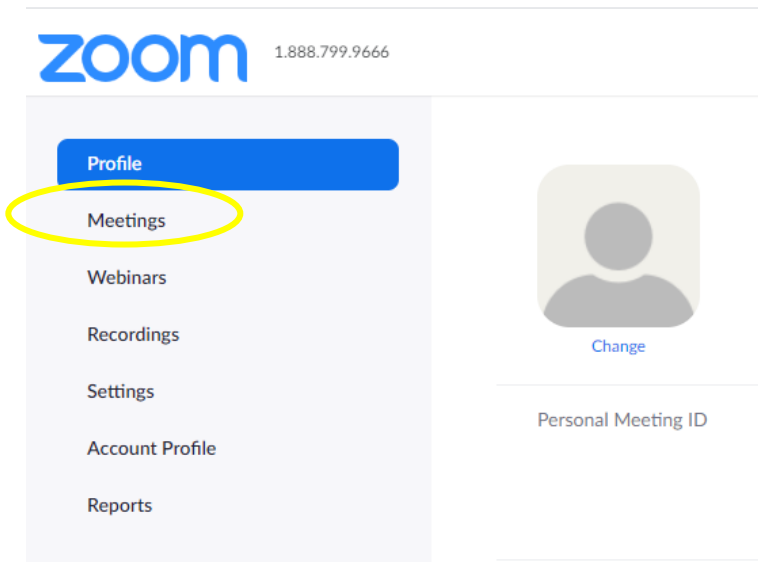 zoom 1.888.799.9666
Profile
Meetings
Webinars
Recordings
Settings
Account Profile
Reports
Change
Personal Meeting ID